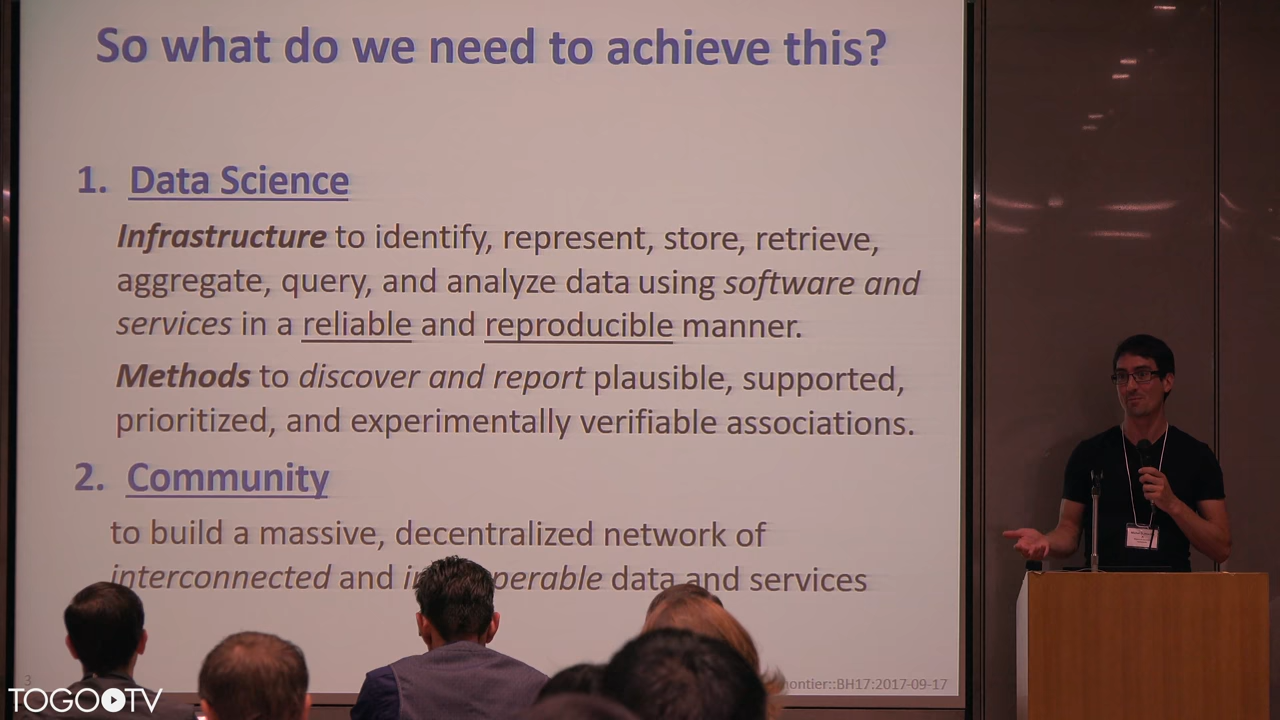 So what do we need to achieve this?
1. Data Science
Infrastructure to identify, represent, store, retrieve,
aggregate, query, and analyze data using software and
services in a reliable and reproducible manner.
Methods to discover and report plausible, supported,
prioritized, and experimentally verifiable associations.
2. Community
to build a massive, decentralized network of
interconnected and data and services
3
::BH17:2017-09-17
TOGOTV